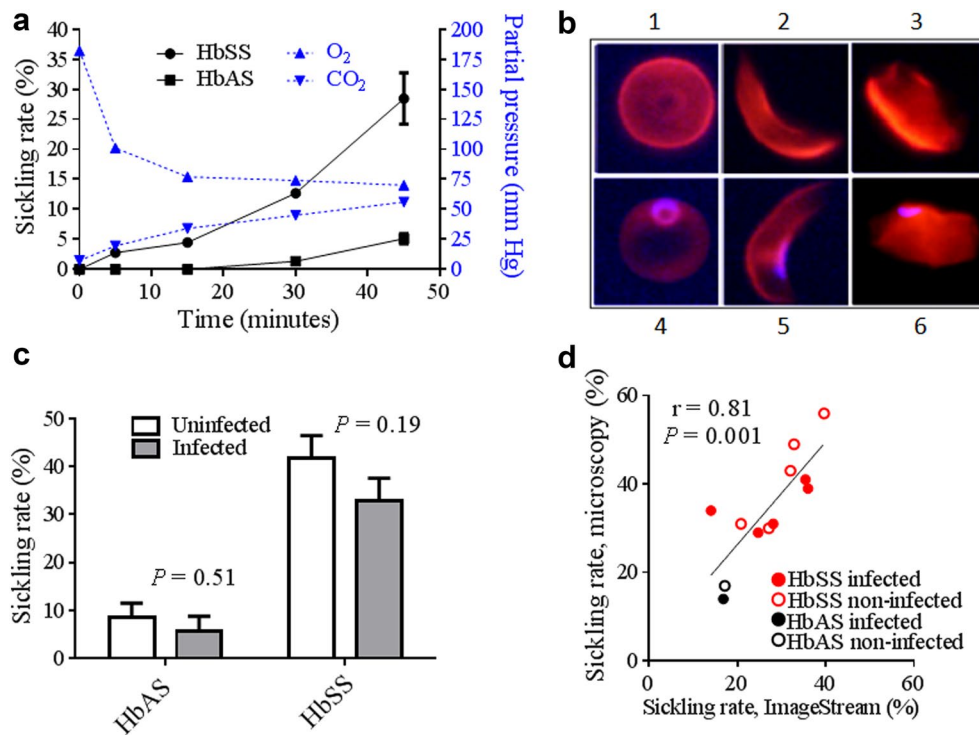 a
40
35
30
25
20
15
10
5
0
Sickling rate (%)
HbSS
HbAS
O2
CO2
200
175
150
125
100
75
50
25
0
Partial pressure (mm Hg)
0 10 20 30 40 50
Time (minutes)
b
1 2 3
4 5 6
c
50
40
30
20
10
0
Sickling rate (%)
Uninfected
Infected
P = 0.19
P = 0.51
HbAS
HbSS
d
60
40
20
0
Sickling rate, microscopy (%)
r = 0.81
P = 0.001
HbSS infected
HbSS non-infected
HbAS infected
HbAS non-infected
0 20 40 60
Sickling rate, ImageStream (%)